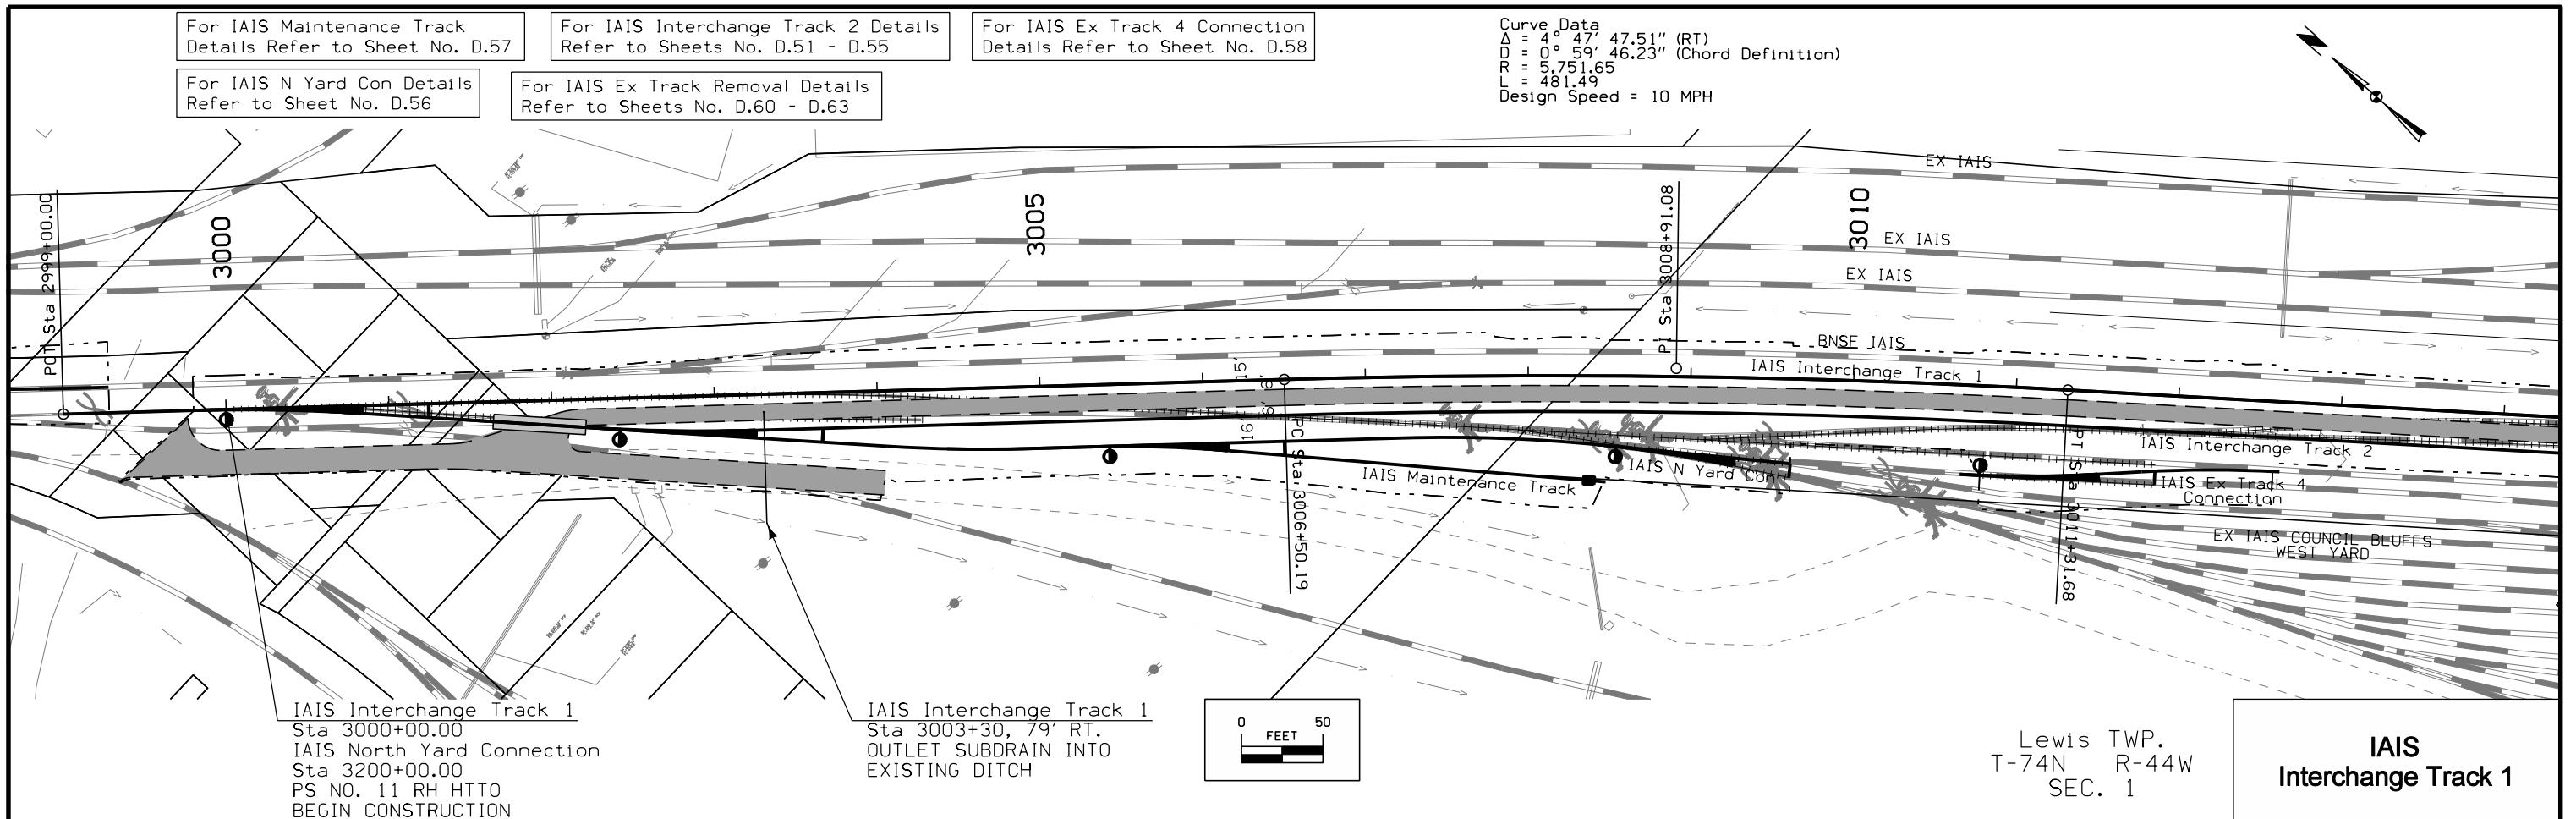 For IAIS Maintenance Track
Details Refer to Sheet No. D.57
For IAIS Interchange Track 2 Details
Refer to Sheets No. D.51 - D.55
For IAIS Ex Track 4 Connection
Details Refer to Sheet No. D.58
For IAIS N Yard Con Details
Refer to Sheet No. D.56
For IAIS Ex Track Removal Details
Refer to Sheets No. D.60 - D.63
Curve Data
Δ = 4° 47' 47.51" (RT)
D = 0° 59' 46.23" (Chord Definition)
R = 5,751.65
L = 481.49
Design Speed = 10 MPH
POT Sta 2999+00.00
3000
3005
PI Sta 3008+91.08
3010
EX IAIS
EX IAIS
EX IAIS
BNSF IAIS
IAIS Interchange Track 1
15'
6'
6'
16'
PC Sta 3006+50.19
IAIS Maintenance Track
IAIS N Yard Con
PT Sta 3011+31.68
IAIS Interchange Track 2
IAIS Ex Track 4
Connection
EX IAIS COUNCIL BLUFFS
WEST YARD
IAIS Interchange Track 1
Sta 3000+00.00
IAIS North Yard Connection
Sta 3200+00.00
PS NO. 11 RH HTTO
BEGIN CONSTRUCTION
IAIS Interchange Track 1
Sta 3003+30, 79' RT.
OUTLET SUBDRAIN INTO
EXISTING DITCH
0 50
FEET
Lewis TWP.
T-74N R-44W
SEC. 1
IAIS
Interchange Track 1